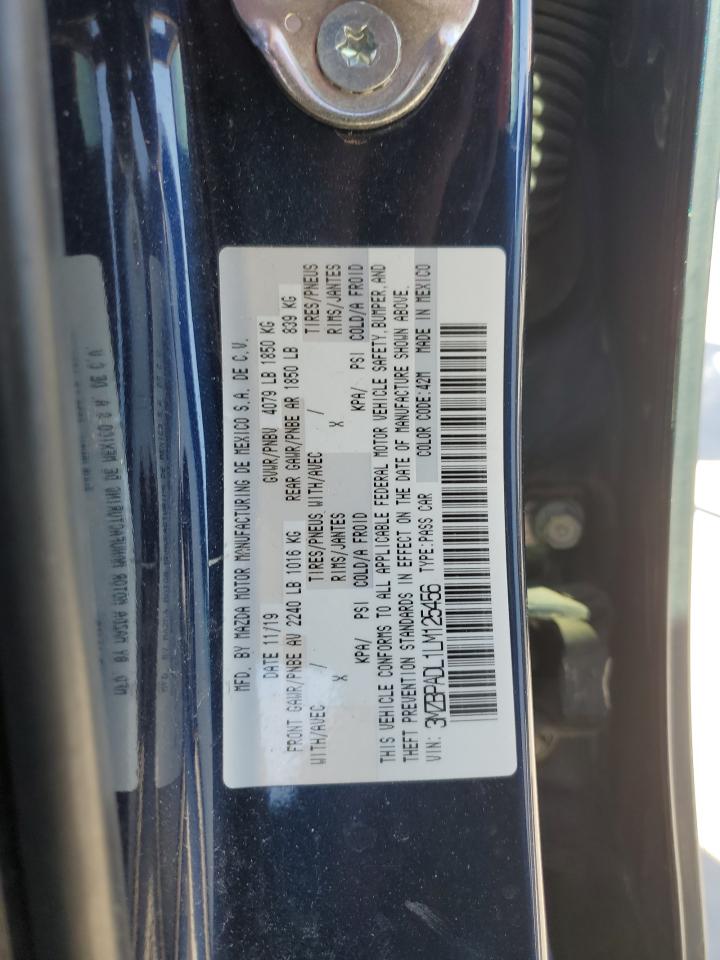 MFD. BY MAZDA MOTOR MANUFACTURING DE MEXICO S.A. DE C.V.
DATE 11/19 GVWR/PNBV 4079 LB 1850 KG
FRONT GAWR/PNBE AV 2240 LB 1016 KG REAR GAWR/PNBE AR 1850 LB 839 KG
WITH/AVEC / TIRES/PNEUS WITH/AVEC / TIRES/PNEUS
X RIMS/JANTES X RIMS/JANTES
KPA/ PSI COLD/A FROID KPA/ PSI COLD/A FROID
THIS VEHICLE CONFORMS TO ALL APPLICABLE FEDERAL MOTOR VEHICLE SAFETY, BUMPER, AND
THEFT PREVENTION STANDARDS IN EFFECT ON THE DATE OF MANUFACTURE SHOWN ABOVE.
VIN: 3MZBPADL1LM125456 TYPE:PASS CAR COLOR CODE:42M MADE IN MEXICO